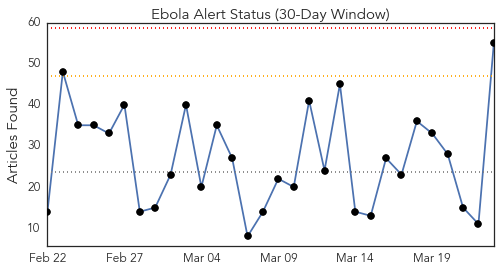 Ebola Alert Status (30-Day Window)
Articles Found
60
50
40
30
20
10
Feb 22 Feb 27 Mar 04 Mar 09 Mar 14 Mar 19